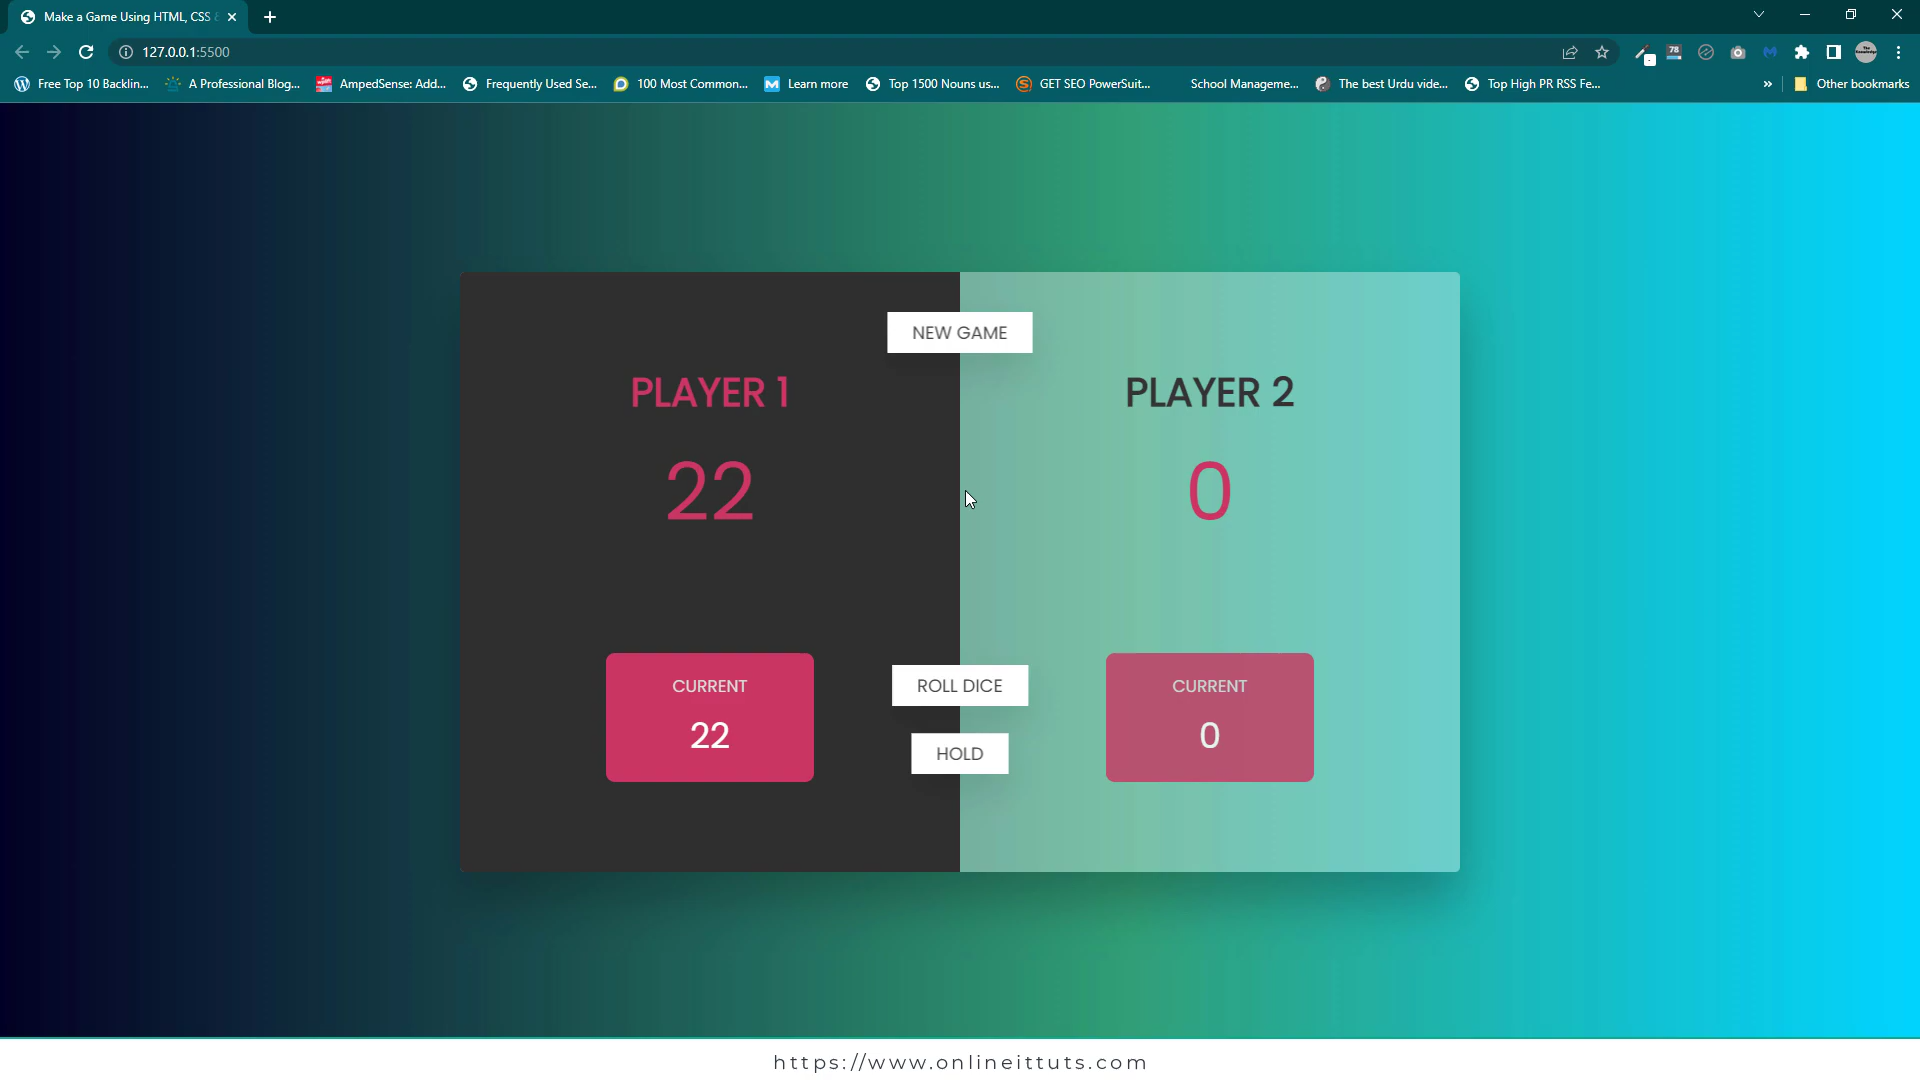 Make a Game Using HTML, CSS &
127.0.0.1:5500
78
Free Top 10 Backlin... A Professional Blog... AmpedSense: Add... Frequently Used Se... 100 Most Common... Learn more Top 1500 Nouns us... GET SEO PowerSuit... School Manageme... The best Urdu vide... Top High PR RSS Fe... » Other bookmarks
NEW GAME
PLAYER 1
PLAYER 2
22
0
CURRENT
22
ROLL DICE
HOLD
CURRENT
0
https://www.onlineittuts.com